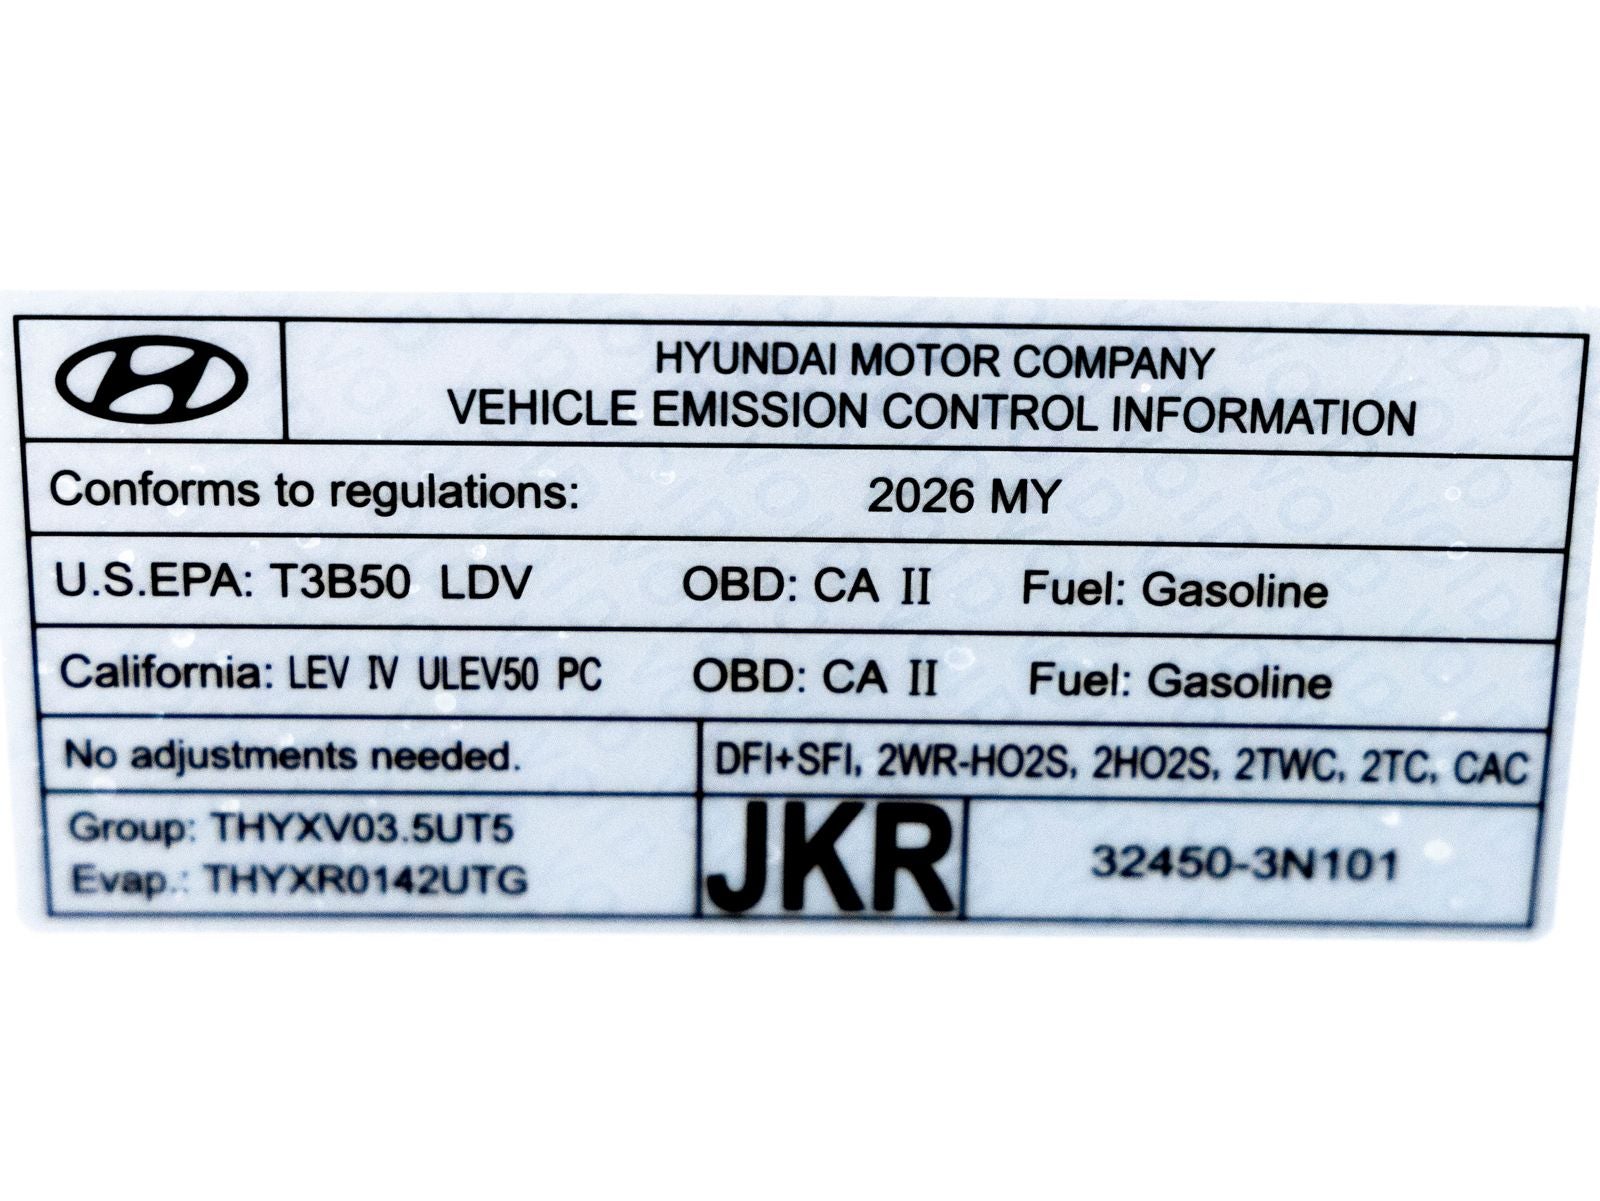 HYUNDAI MOTOR COMPANY
VEHICLE EMISSION CONTROL INFORMATION
Conforms to regulations: 2026 MY
U.S.EPA: T3B50 LDV OBD: CA II Fuel: Gasoline
California: LEV IV ULEV50 PC OBD: CA II Fuel: Gasoline
No adjustments needed. DFI+SFI, 2WR-HO2S, 2HO2S, 2TWC, 2TC, CAC
Group: THYXV03.5UT5
Evap.: THYXR0142UTG
JKR
32450-3N101